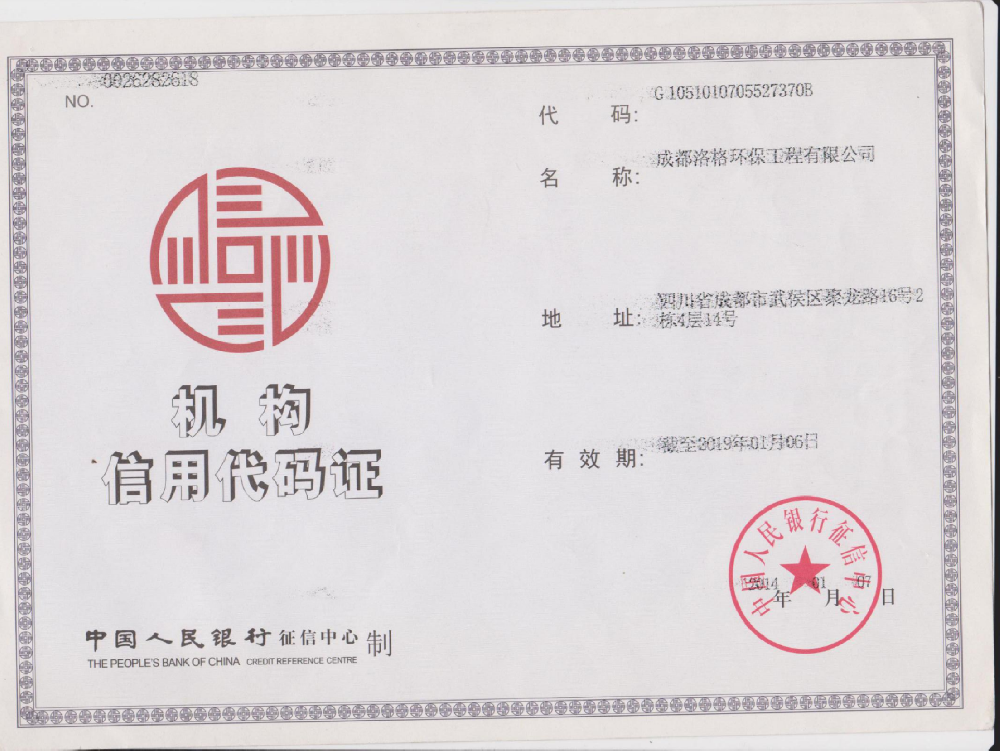 0026282618
NO.
机构
信用代码证
中国人民银行征信中心 制
THE PEOPLE'S BANK OF CHINA CREDIT REFERENCE CENTRE
G1051010705527370B
代 码:
成都洛格环保工程有限公司
名 称:
四川省成都市武侯区聚龙路16号2
地 址: 栋4层14号
截至2019年01月06日
有效期:
中国人民银行征信中心
2014 01 07
年 月 日